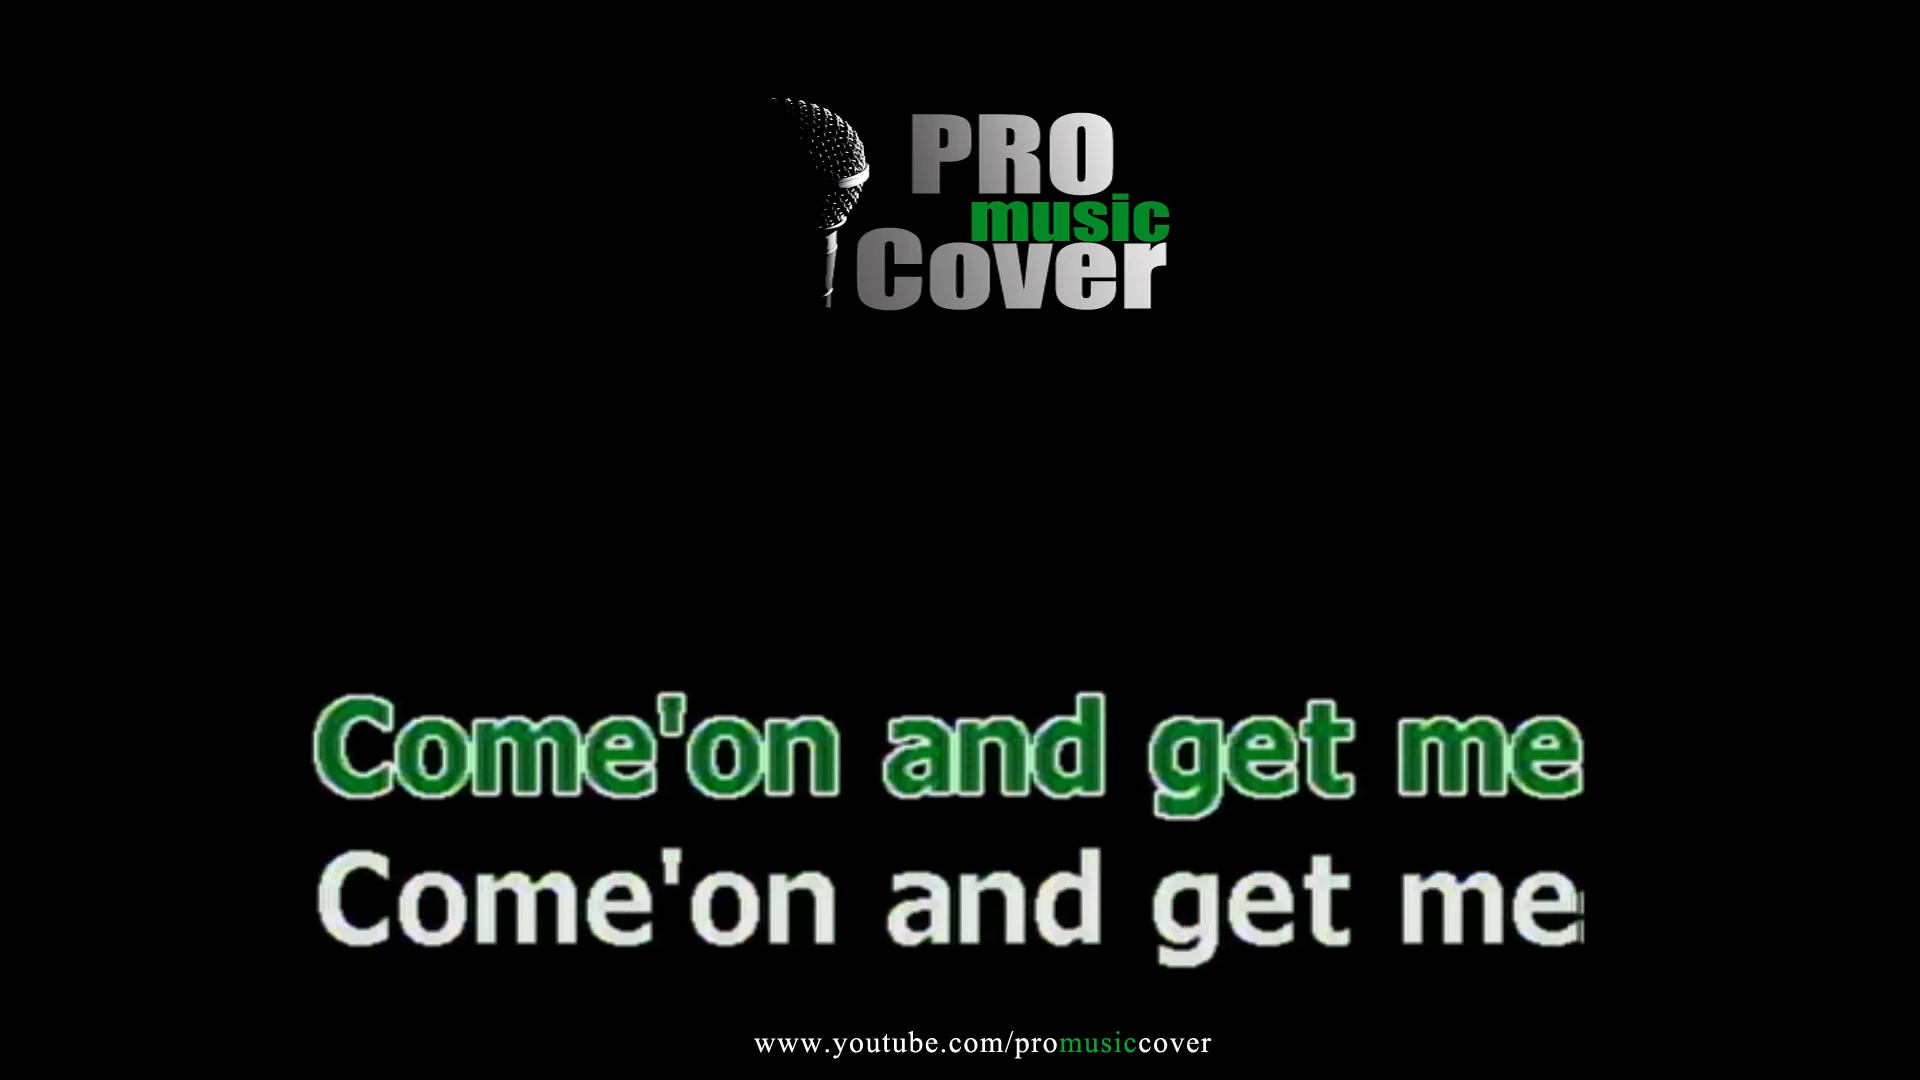 PRO
music
Cover
Come'on and get me
Come'on and get me
www.youtube.com/promusiccover